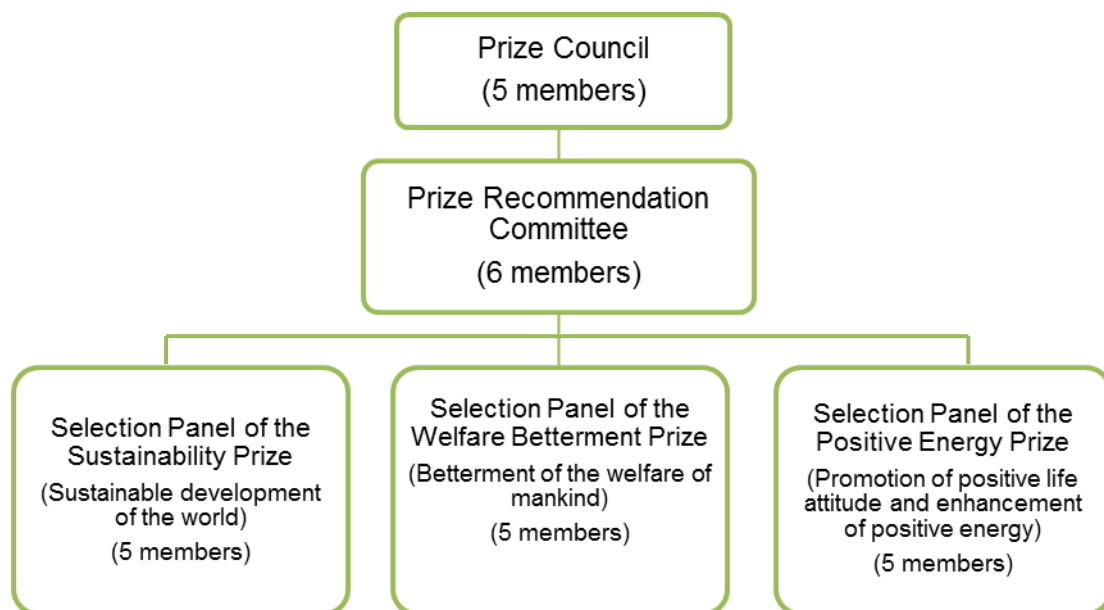 Prize Council
(5 members)
Prize Recommendation
Committee
(6 members)
Selection Panel of the
Sustainability Prize
(Sustainable development
of the world)
(5 members)
Selection Panel of the
Welfare Betterment Prize
(Betterment of the welfare of
mankind)
(5 members)
Selection Panel of the
Positive Energy Prize
(Promotion of positive life
attitude and enhancement
of positive energy)
(5 members)